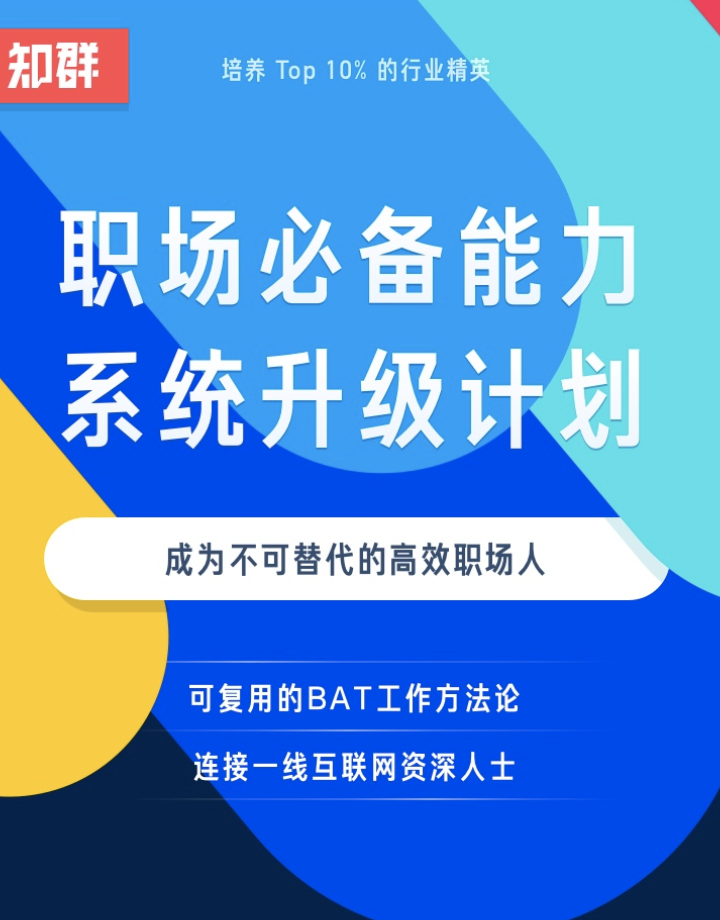 知群
培养 Top 10% 的行业精英
职场必备能力
系统升级计划
成为不可替代的高效职场人
可复用的BAT工作方法论
连接一线互联网资深人士